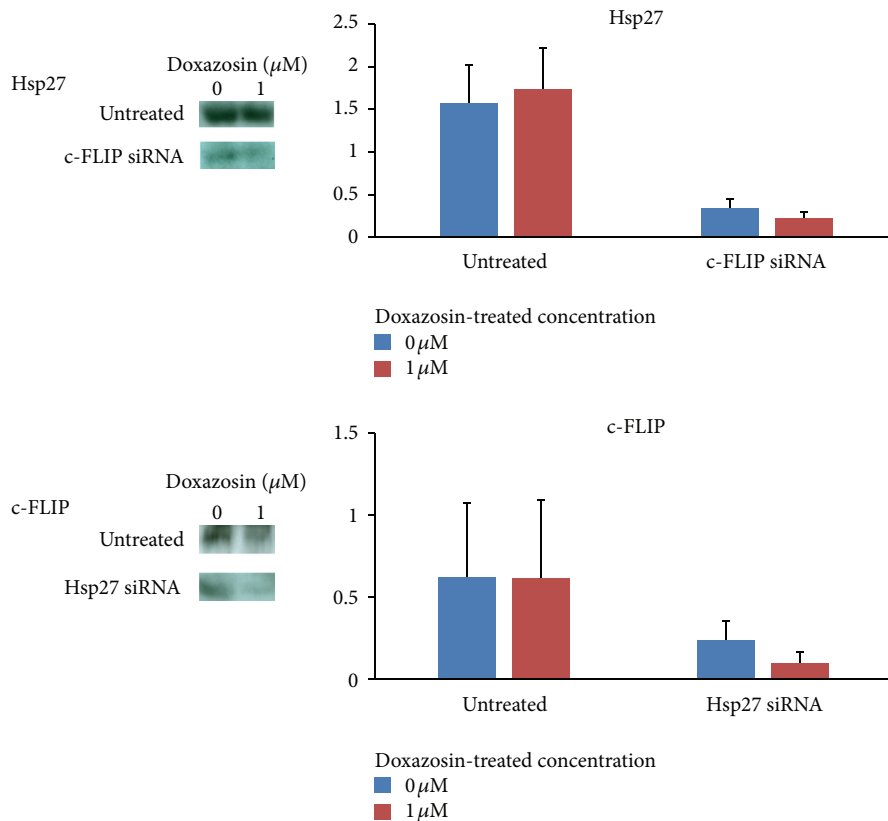 Hsp27
Doxazosin (μM)
0 1
Untreated
c-FLIP siRNA
Hsp27
2.5
2
1.5
1
0.5
0
Untreated c-FLIP siRNA
Doxazosin-treated concentration
0 μM
1 μM
c-FLIP
Doxazosin (μM)
0 1
Untreated
Hsp27 siRNA
c-FLIP
1.5
1
0.5
0
Untreated Hsp27 siRNA
Doxazosin-treated concentration
0 μM
1 μM